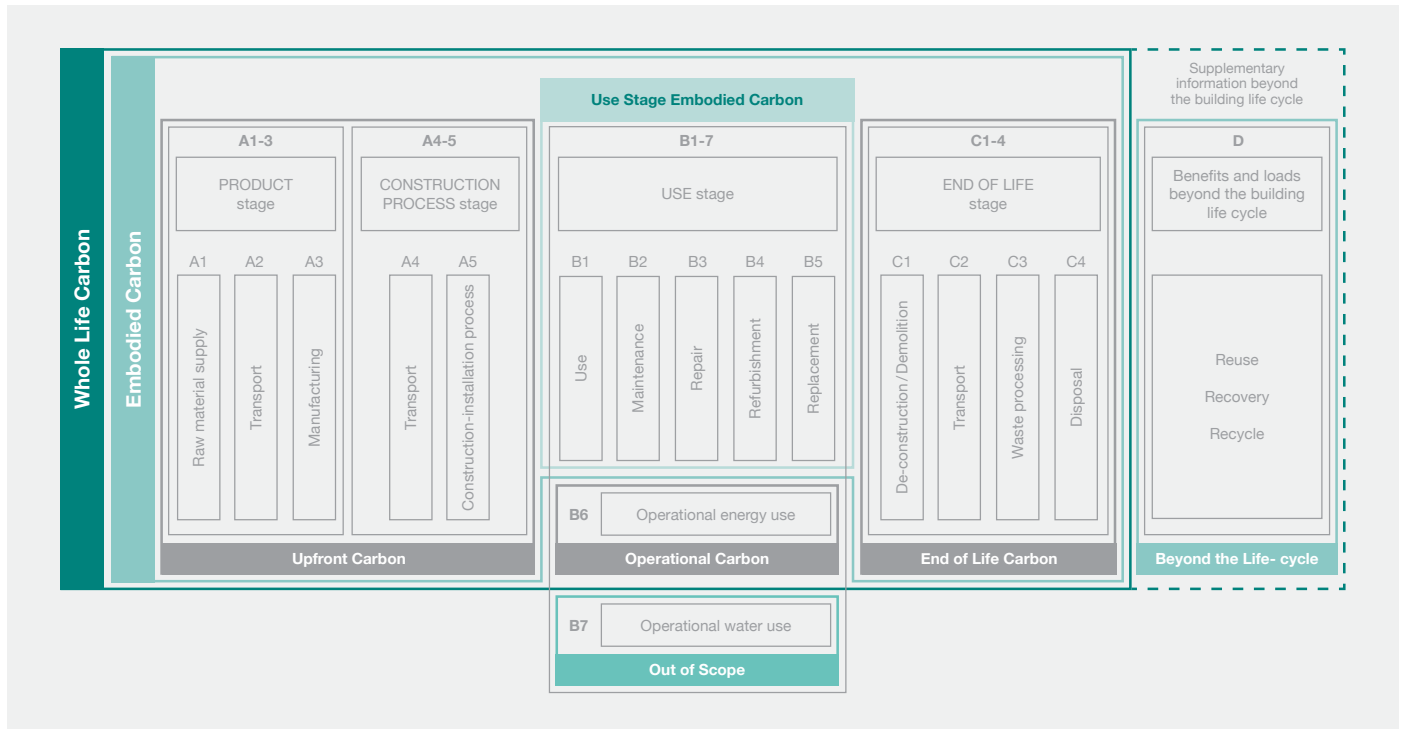 Whole Life Carbon
Embodied Carbon
Use Stage Embodied Carbon
Supplementary
information beyond
the building life cycle
A1-3
A4-5
B1-7
C1-4
D
PRODUCT
stage
CONSTRUCTION
PROCESS stage
USE stage
END OF LIFE
stage
Benefits and loads
beyond the building
life cycle
A1
A2
A3
A4
A5
B1
B2
B3
B4
B5
C1
C2
C3
C4
Raw material supply
Transport
Manufacturing
Transport
Construction-installation process
Use
Maintenance
Repair
Refurbishment
Replacement
De-construction / Demolition
Transport
Waste processing
Disposal
Reuse
Recovery
Recycle
B6
Operational energy use
Upfront Carbon
Operational Carbon
End of Life Carbon
Beyond the Life- cycle
B7
Operational water use
Out of Scope